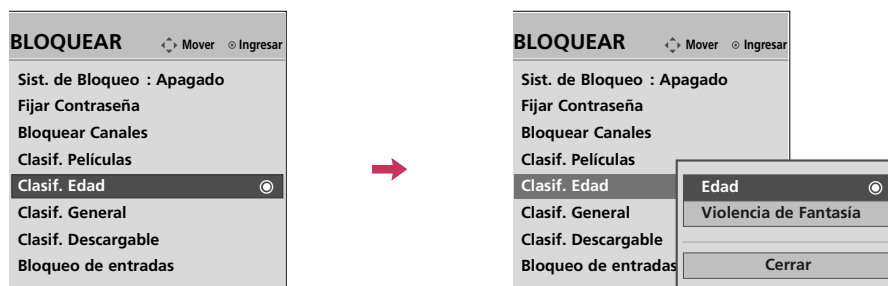 BLOQUEAR Mover Ingresar
Sist. de Bloqueo : Apagado
Fijar Contraseña
Bloquear Canales
Clasif. Películas
Clasif. Edad
Clasif. General
Clasif. Descargable
Bloqueo de entradas
BLOQUEAR Mover Ingresar
Sist. de Bloqueo : Apagado
Fijar Contraseña
Bloquear Canales
Clasif. Películas
Clasif. Edad
Clasif. General
Clasif. Descargable
Bloqueo de entradas
Edad
Violencia de Fantasía
Cerrar